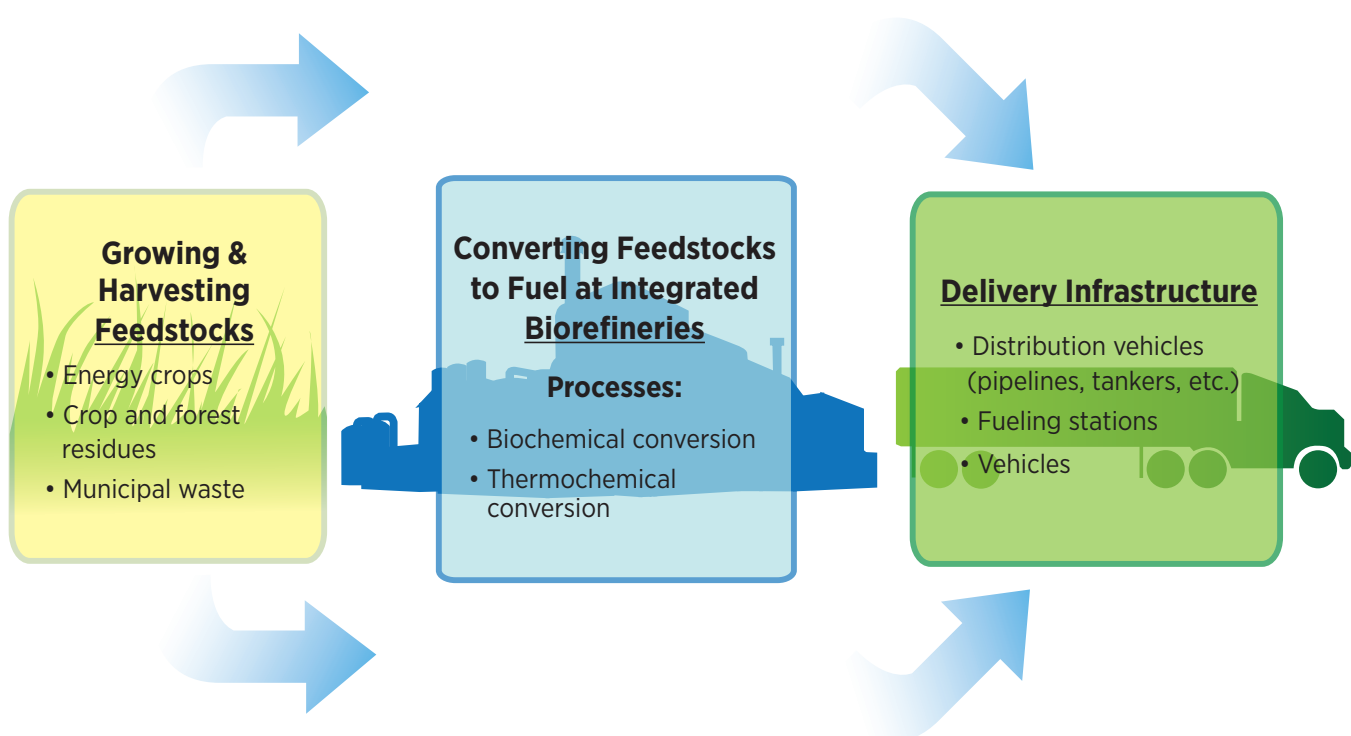 Growing &
Harvesting
Feedstocks
• Energy crops
• Crop and forest
residues
• Municipal waste
Converting Feedstocks
to Fuel at Integrated
Biorefineries
Processes:
• Biochemical conversion
• Thermochemical
conversion
Delivery Infrastructure
• Distribution vehicles
(pipelines, tankers, etc.)
• Fueling stations
• Vehicles